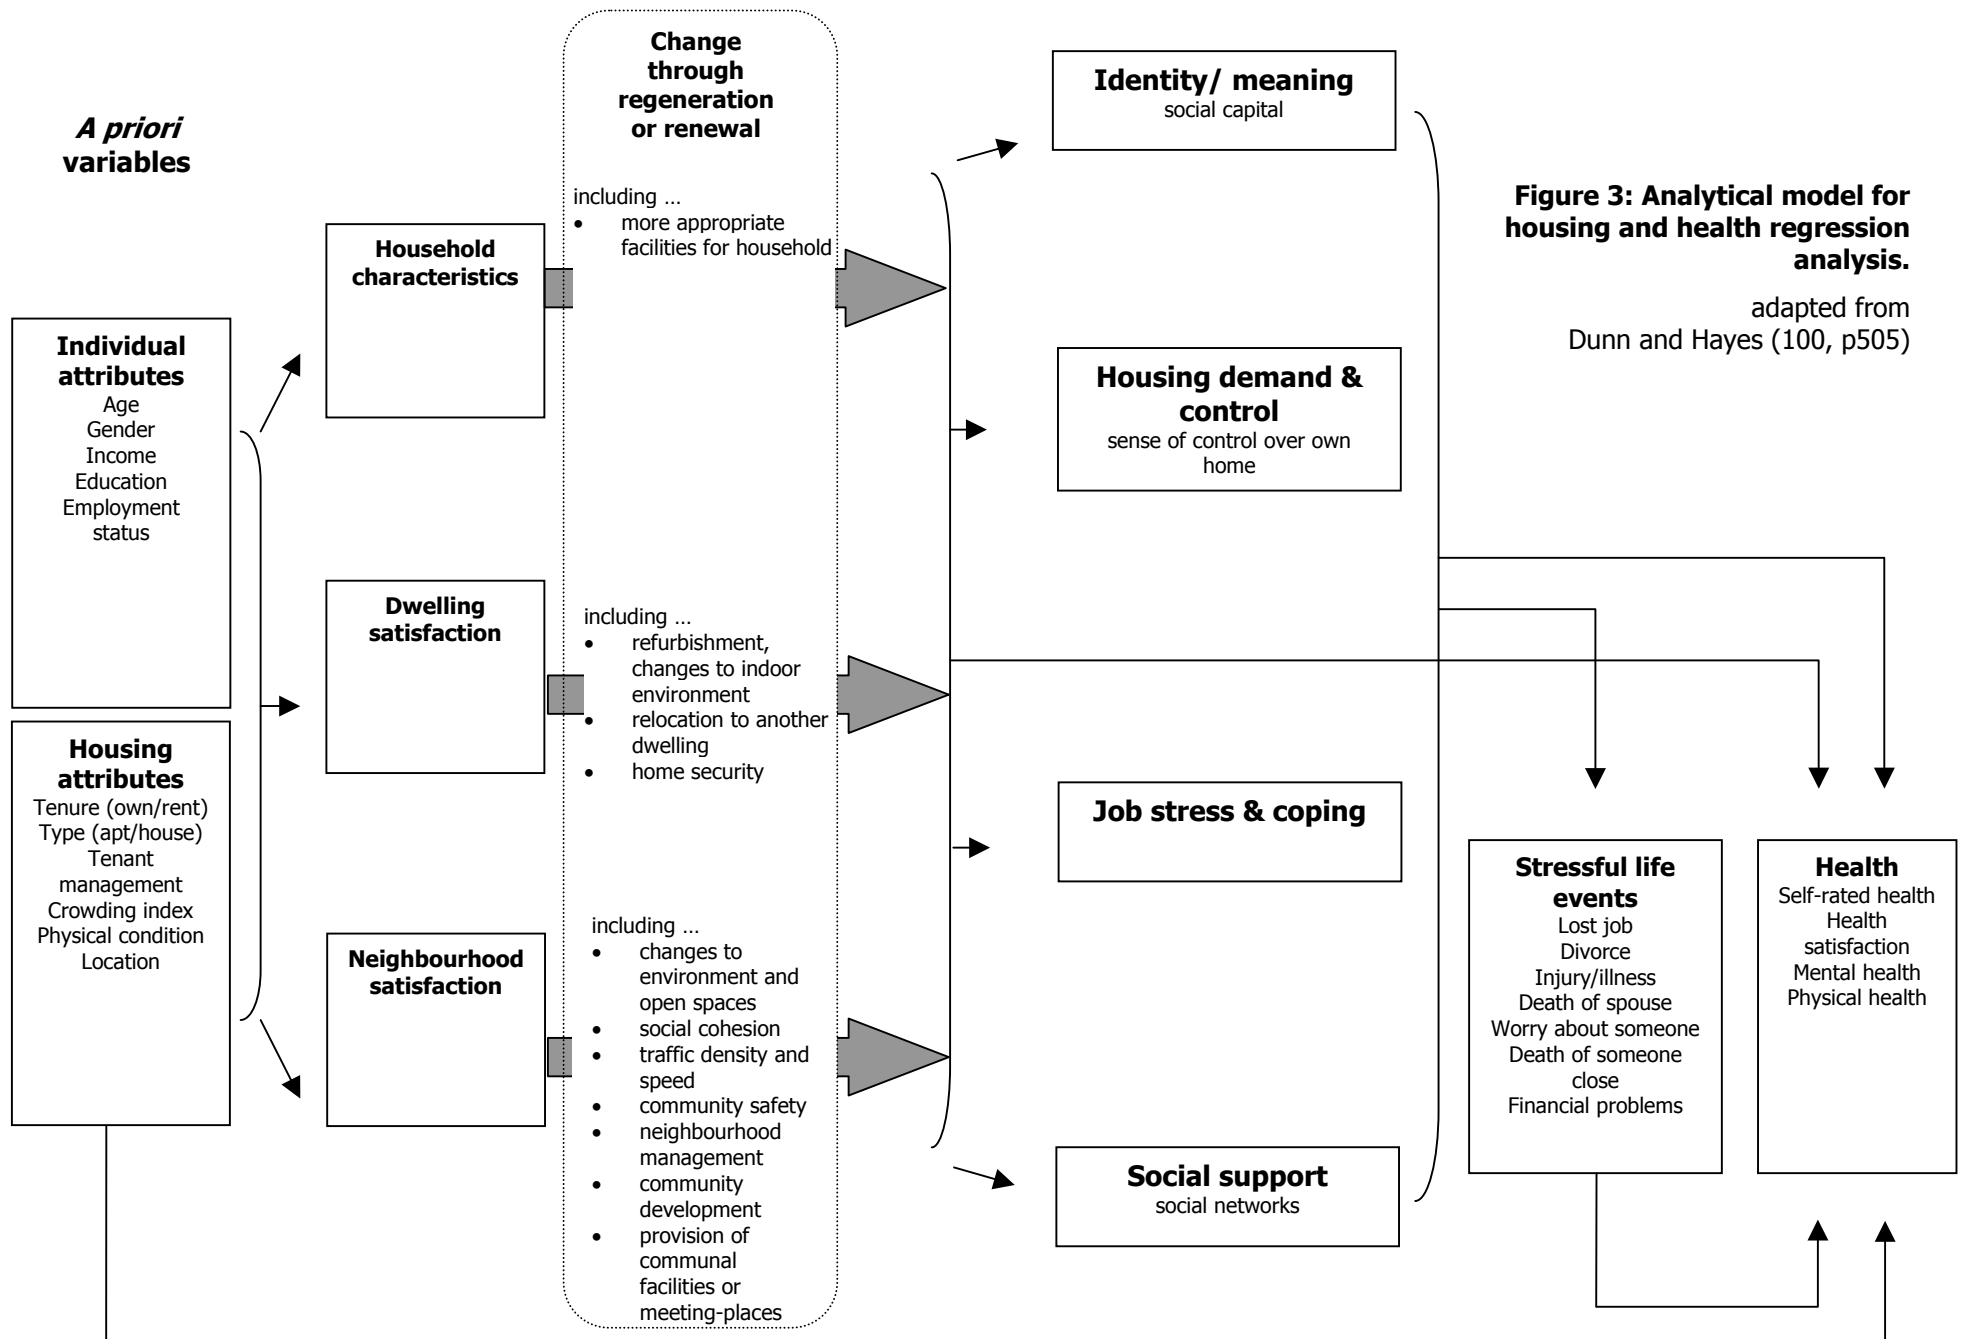 A priori
variables
Individual
attributes
Age
Gender
Income
Education
Employment
status
Housing
attributes
Tenure (own/rent)
Type (apt/house)
Tenant
management
Crowding index
Physical condition
Location
Household
characteristics
Dwelling
satisfaction
Neighbourhood
satisfaction
Change
through
regeneration
or renewal
including ...
• more appropriate
facilities for household
including ...
• refurbishment,
changes to indoor
environment
• relocation to another
dwelling
• home security
including ...
• changes to
environment and
open spaces
• social cohesion
• traffic density and
speed
• community safety
• neighbourhood
management
• community
development
• provision of
communal
facilities or
meeting-places
Identity/ meaning
social capital
Housing demand &
control
sense of control over own
home
Job stress & coping
Social support
social networks
Figure 3: Analytical model for
housing and health regression
analysis.
adapted from
Dunn and Hayes (100, p505)
Stressful life
events
Lost job
Divorce
Injury/illness
Death of spouse
Worry about someone
Death of someone
close
Financial problems
Health
Self-rated health
Health
satisfaction
Mental health
Physical health